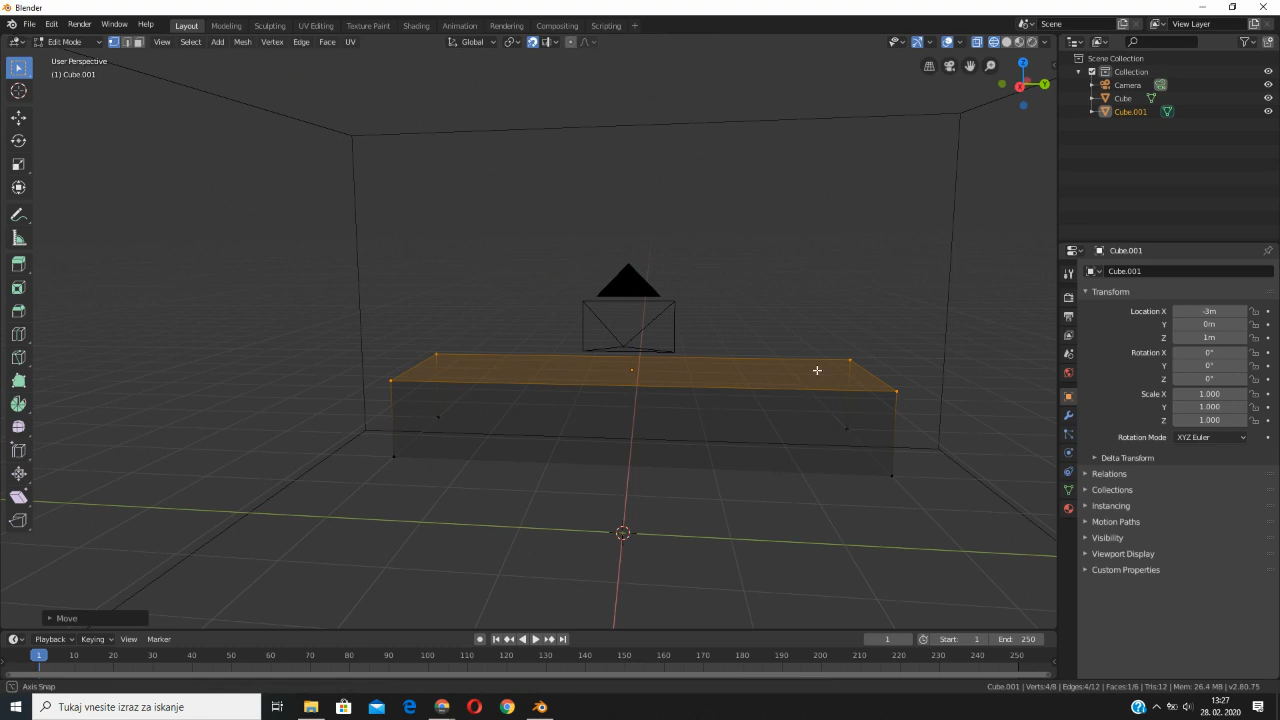 Blender
File Edit Render Window Help Layout Modeling Sculpting UV Editing Texture Paint Shading Animation Rendering Compositing Scripting + Scene View Layer
Edit Mode View Select Add Mesh Vertex Edge Face UV Global
User Perspective
(1) Cube.001
Z
Y
X
Scene Collection
Collection
Camera
Cube
Cube.001
Cube.001
Cube.001
Transform
Location X -3m
Y 0m
Z 1m
Rotation X 0°
Y 0°
Z 0°
Scale X 1.000
Y 1.000
Z 1.000
Rotation Mode XYZ Euler
Delta Transform
Relations
Collections
Instancing
Motion Paths
Visibility
Viewport Display
Custom Properties
Move
Playback Keying View Marker 1 Start: 1 End: 250
1 10 20 30 40 50 60 70 80 90 100 110 120 130 140 150 160 170 180 190 200 210 220 230 240 250
Axis Snap
Cube.001 | Verts:4/8 | Edges:4/12 | Faces:1/6 | Tris:12 | Mem: 26.4 MB | v2.80.75
Tukaj vnesite izraz za iskanje
13:27
28. 02. 2020